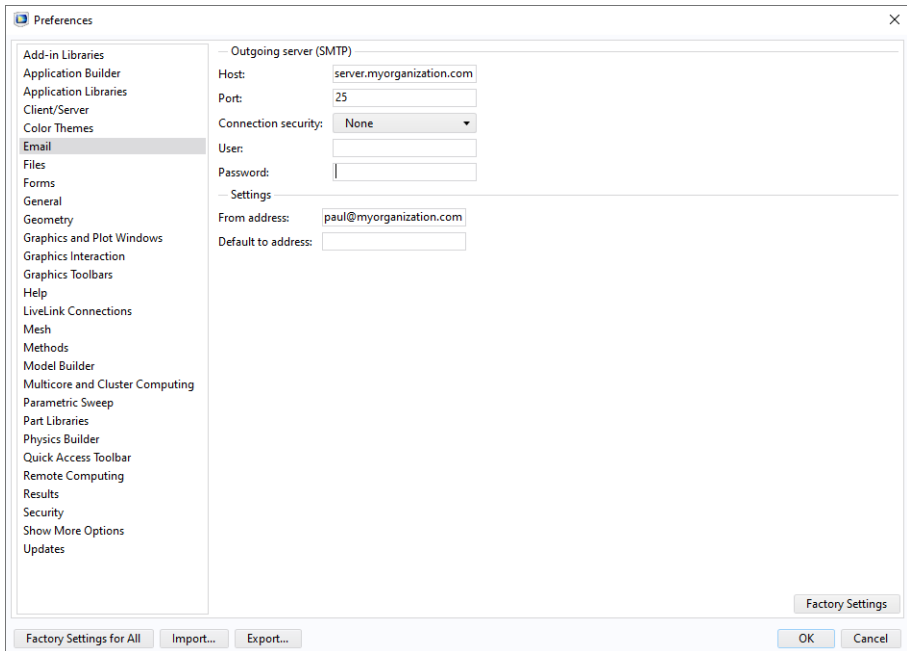 Preferences
Add-in Libraries
Application Builder
Application Libraries
Client/Server
Color Themes
Email
Files
Forms
General
Geometry
Graphics and Plot Windows
Graphics Interaction
Graphics Toolbars
Help
LiveLink Connections
Mesh
Methods
Model Builder
Multicore and Cluster Computing
Parametric Sweep
Part Libraries
Physics Builder
Quick Access Toolbar
Remote Computing
Results
Security
Show More Options
Updates
Outgoing server (SMTP)
Host: server.myorganization.com
Port: 25
Connection security: None
User:
Password:
Settings
From address: paul@myorganization.com
Default to address:
Factory Settings
Factory Settings for All Import... Export... OK Cancel